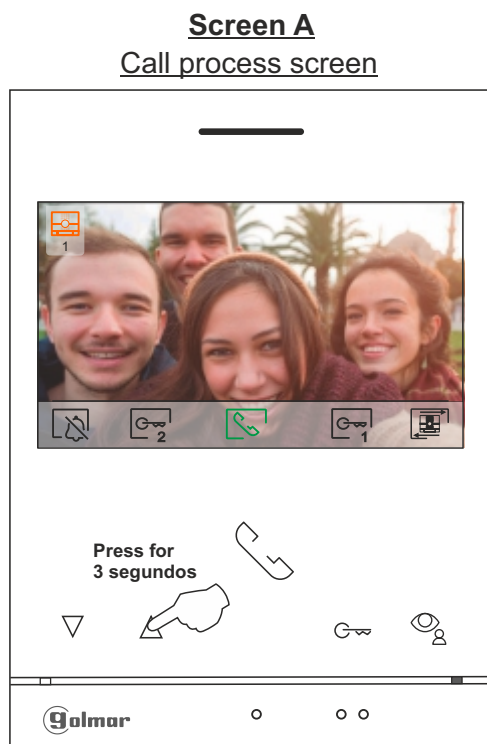 Screen A
Call process screen
1
2
1
Press for
3 segundos
golmar